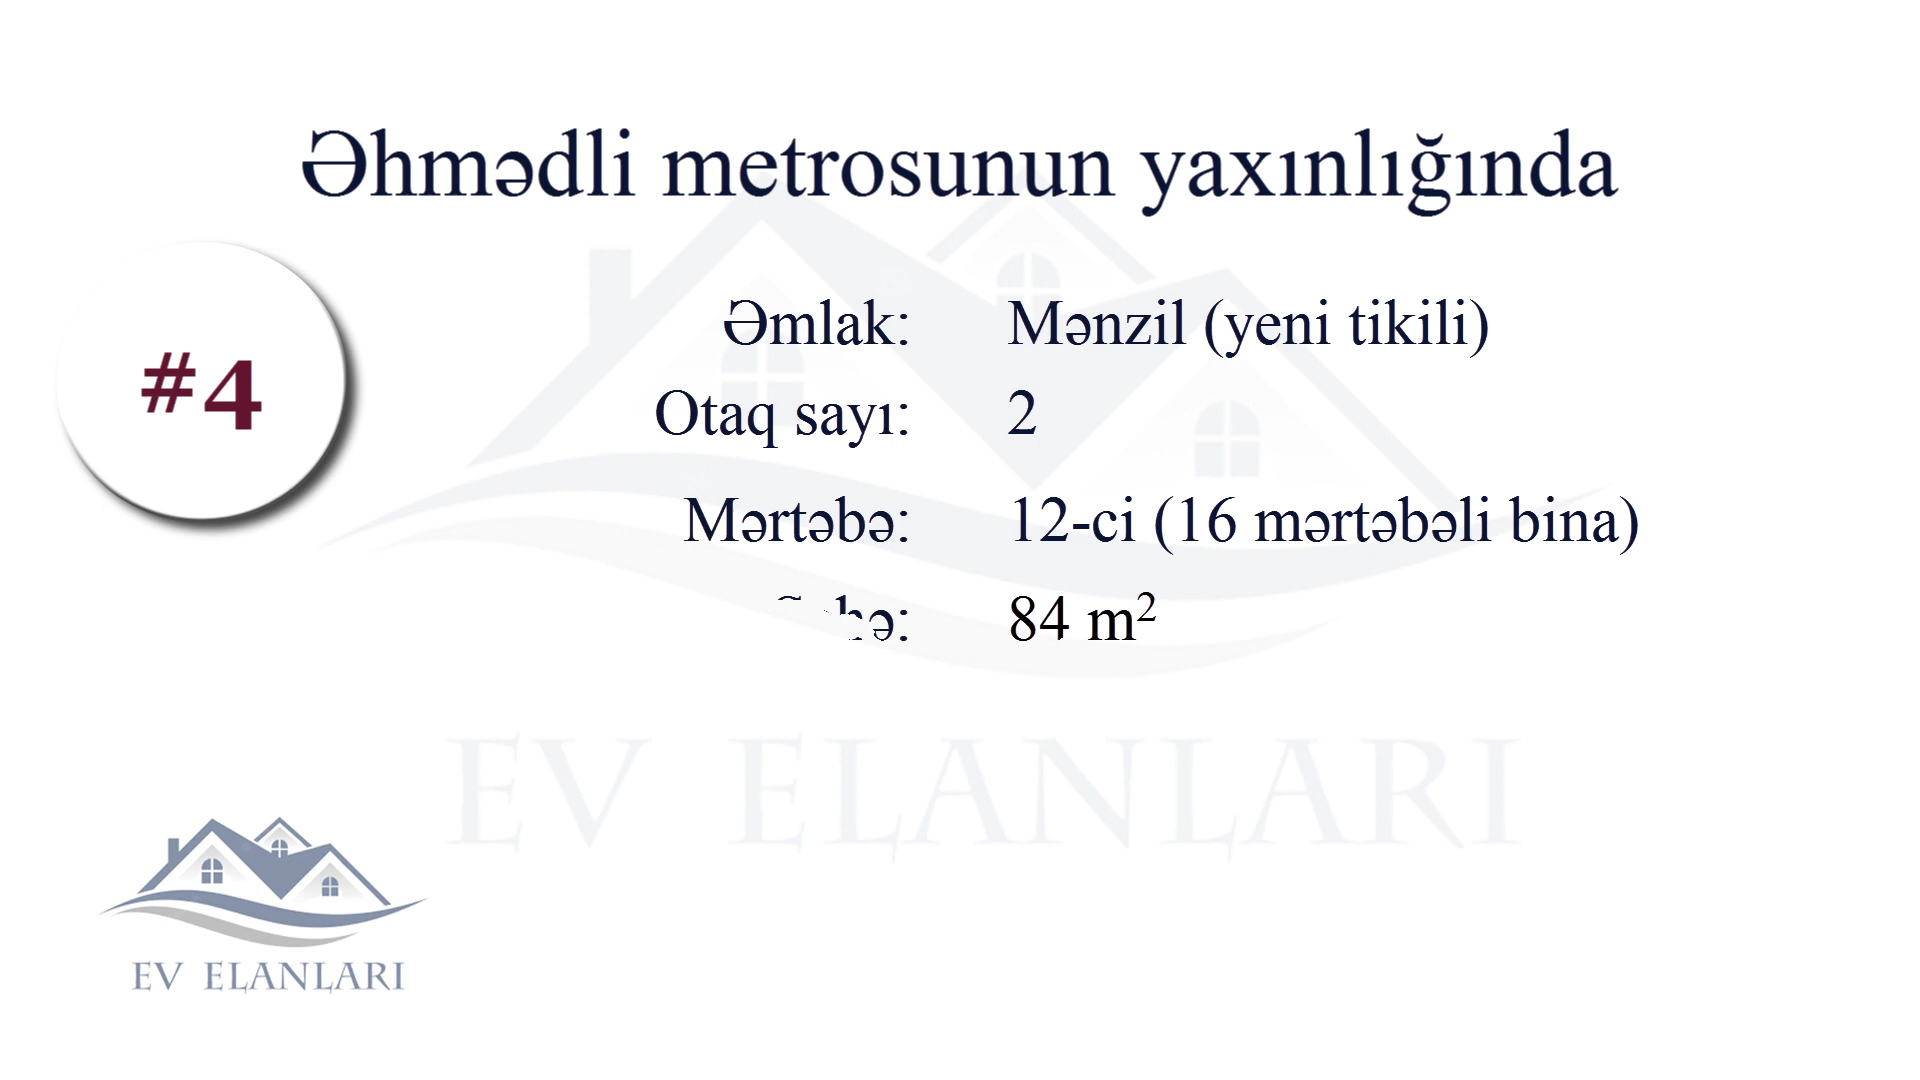 Əhmədli metrosunun yaxınlığında
#4
Əmlak: Mənzil (yeni tikili)
Otaq sayı: 2
Mərtəbə: 12-ci (16 mərtəbəli bina)
84 m²
EV ELANLARI
EV ELANLARI